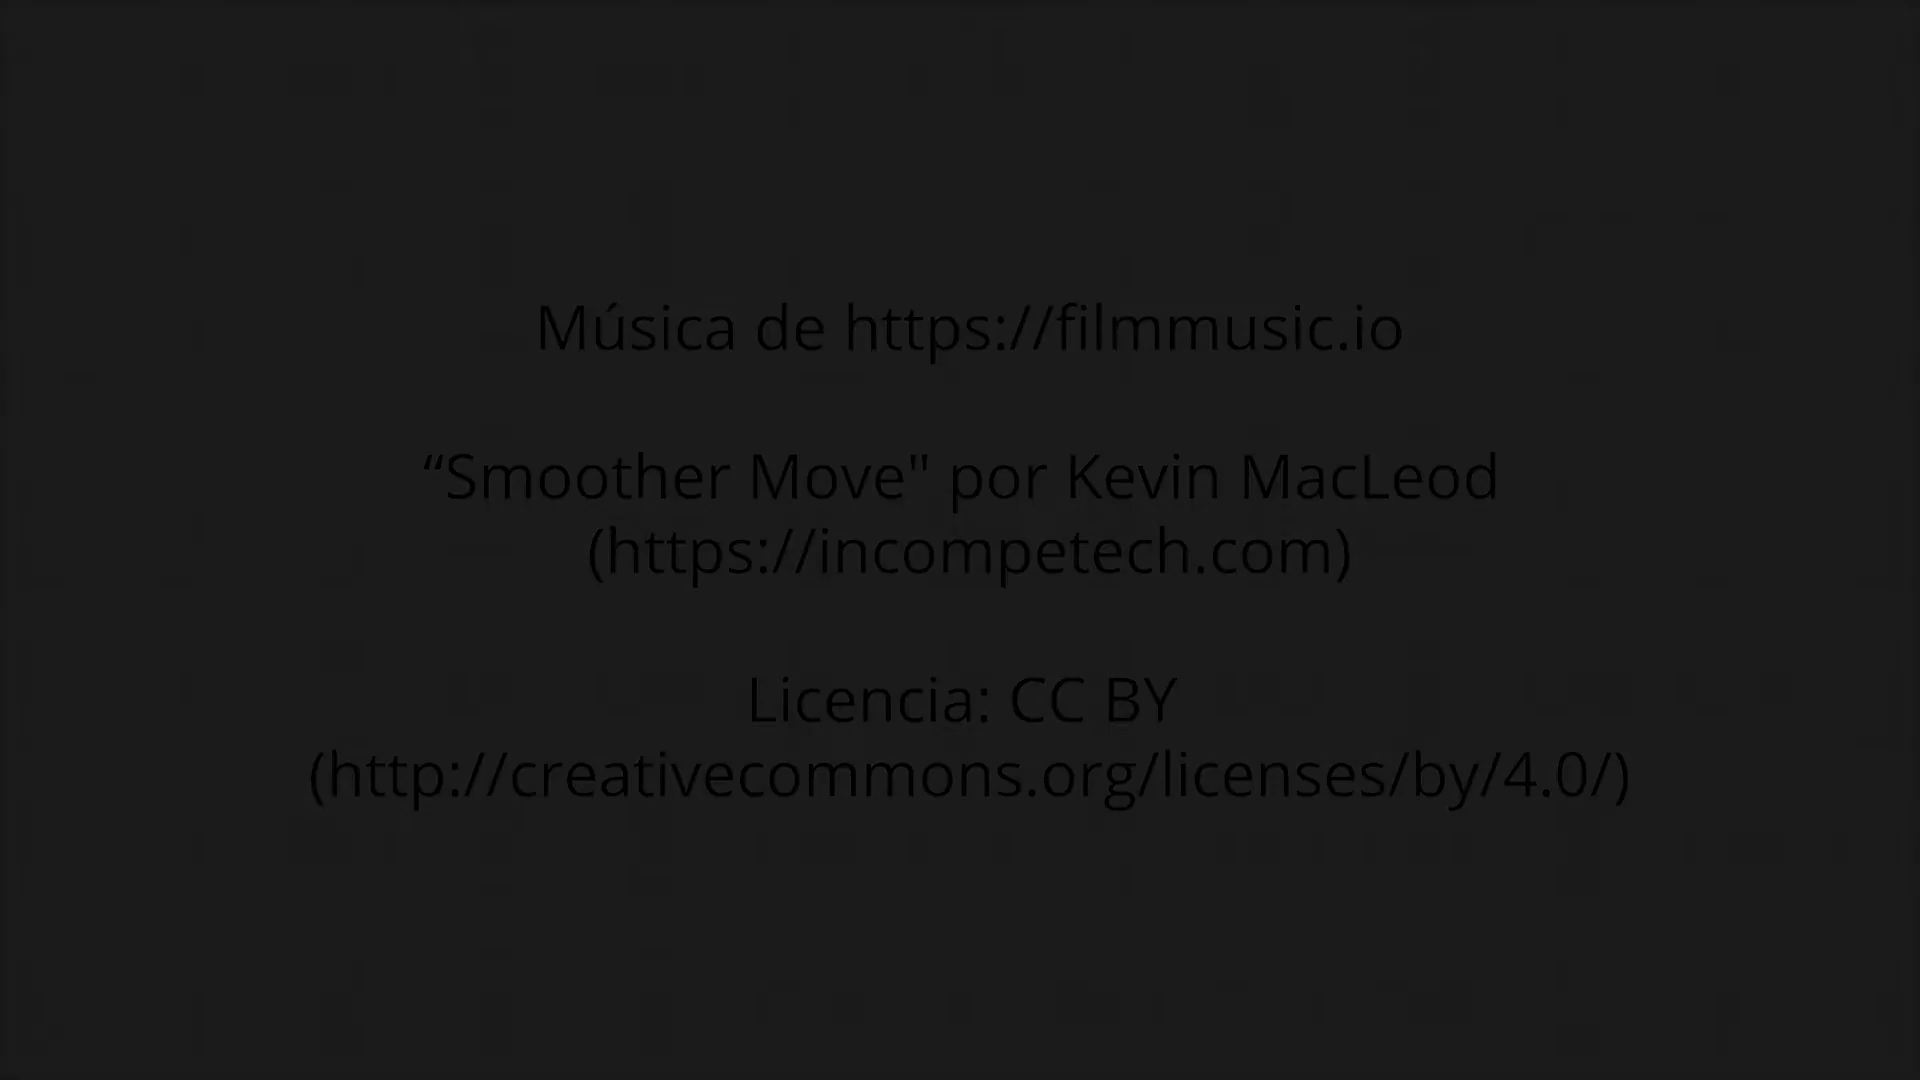 Música de https://filmmusic.io
“Smoother Move" por Kevin MacLeod
(https://incompetech.com)
Licencia: CC BY
(http://creativecommons.org/licenses/by/4.0/)